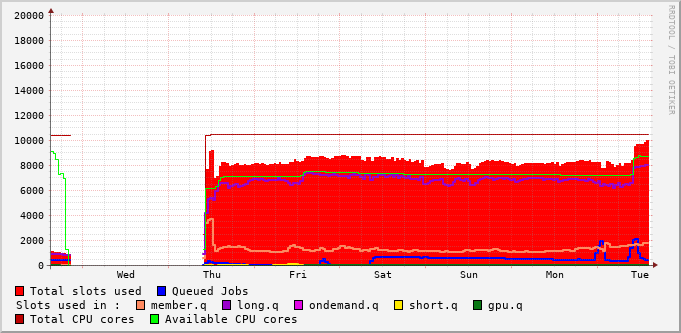 20000
18000
16000
14000
12000
10000
8000
6000
4000
2000
0
Wed Thu Fri Sat Sun Mon Tue
RRDTOOL / TOBI OETIKER
Total slots used Queued Jobs
Slots used in : member.q long.q ondemand.q short.q gpu.q
Total CPU cores Available CPU cores